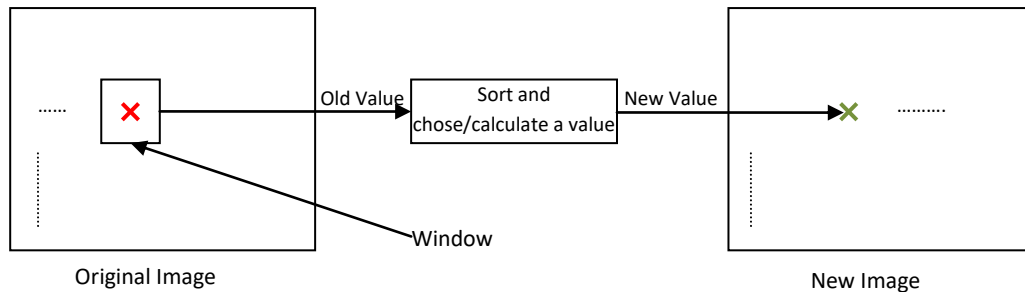 Old Value
Sort and
chose/calculate a value
New Value
Window
Original Image
New Image